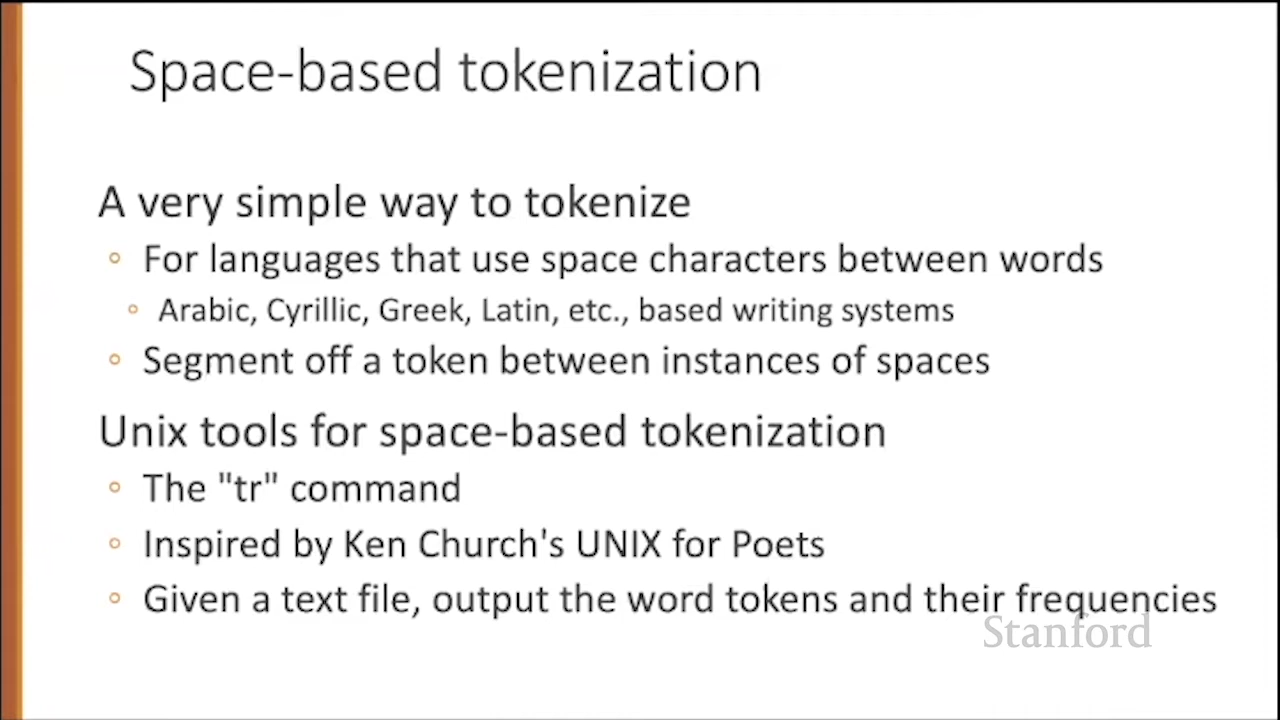 Space-based tokenization
A very simple way to tokenize
◦ For languages that use space characters between words
◦ Arabic, Cyrillic, Greek, Latin, etc., based writing systems
◦ Segment off a token between instances of spaces
Unix tools for space-based tokenization
◦ The "tr" command
◦ Inspired by Ken Church's UNIX for Poets
◦ Given a text file, output the word tokens and their frequencies
Stanford